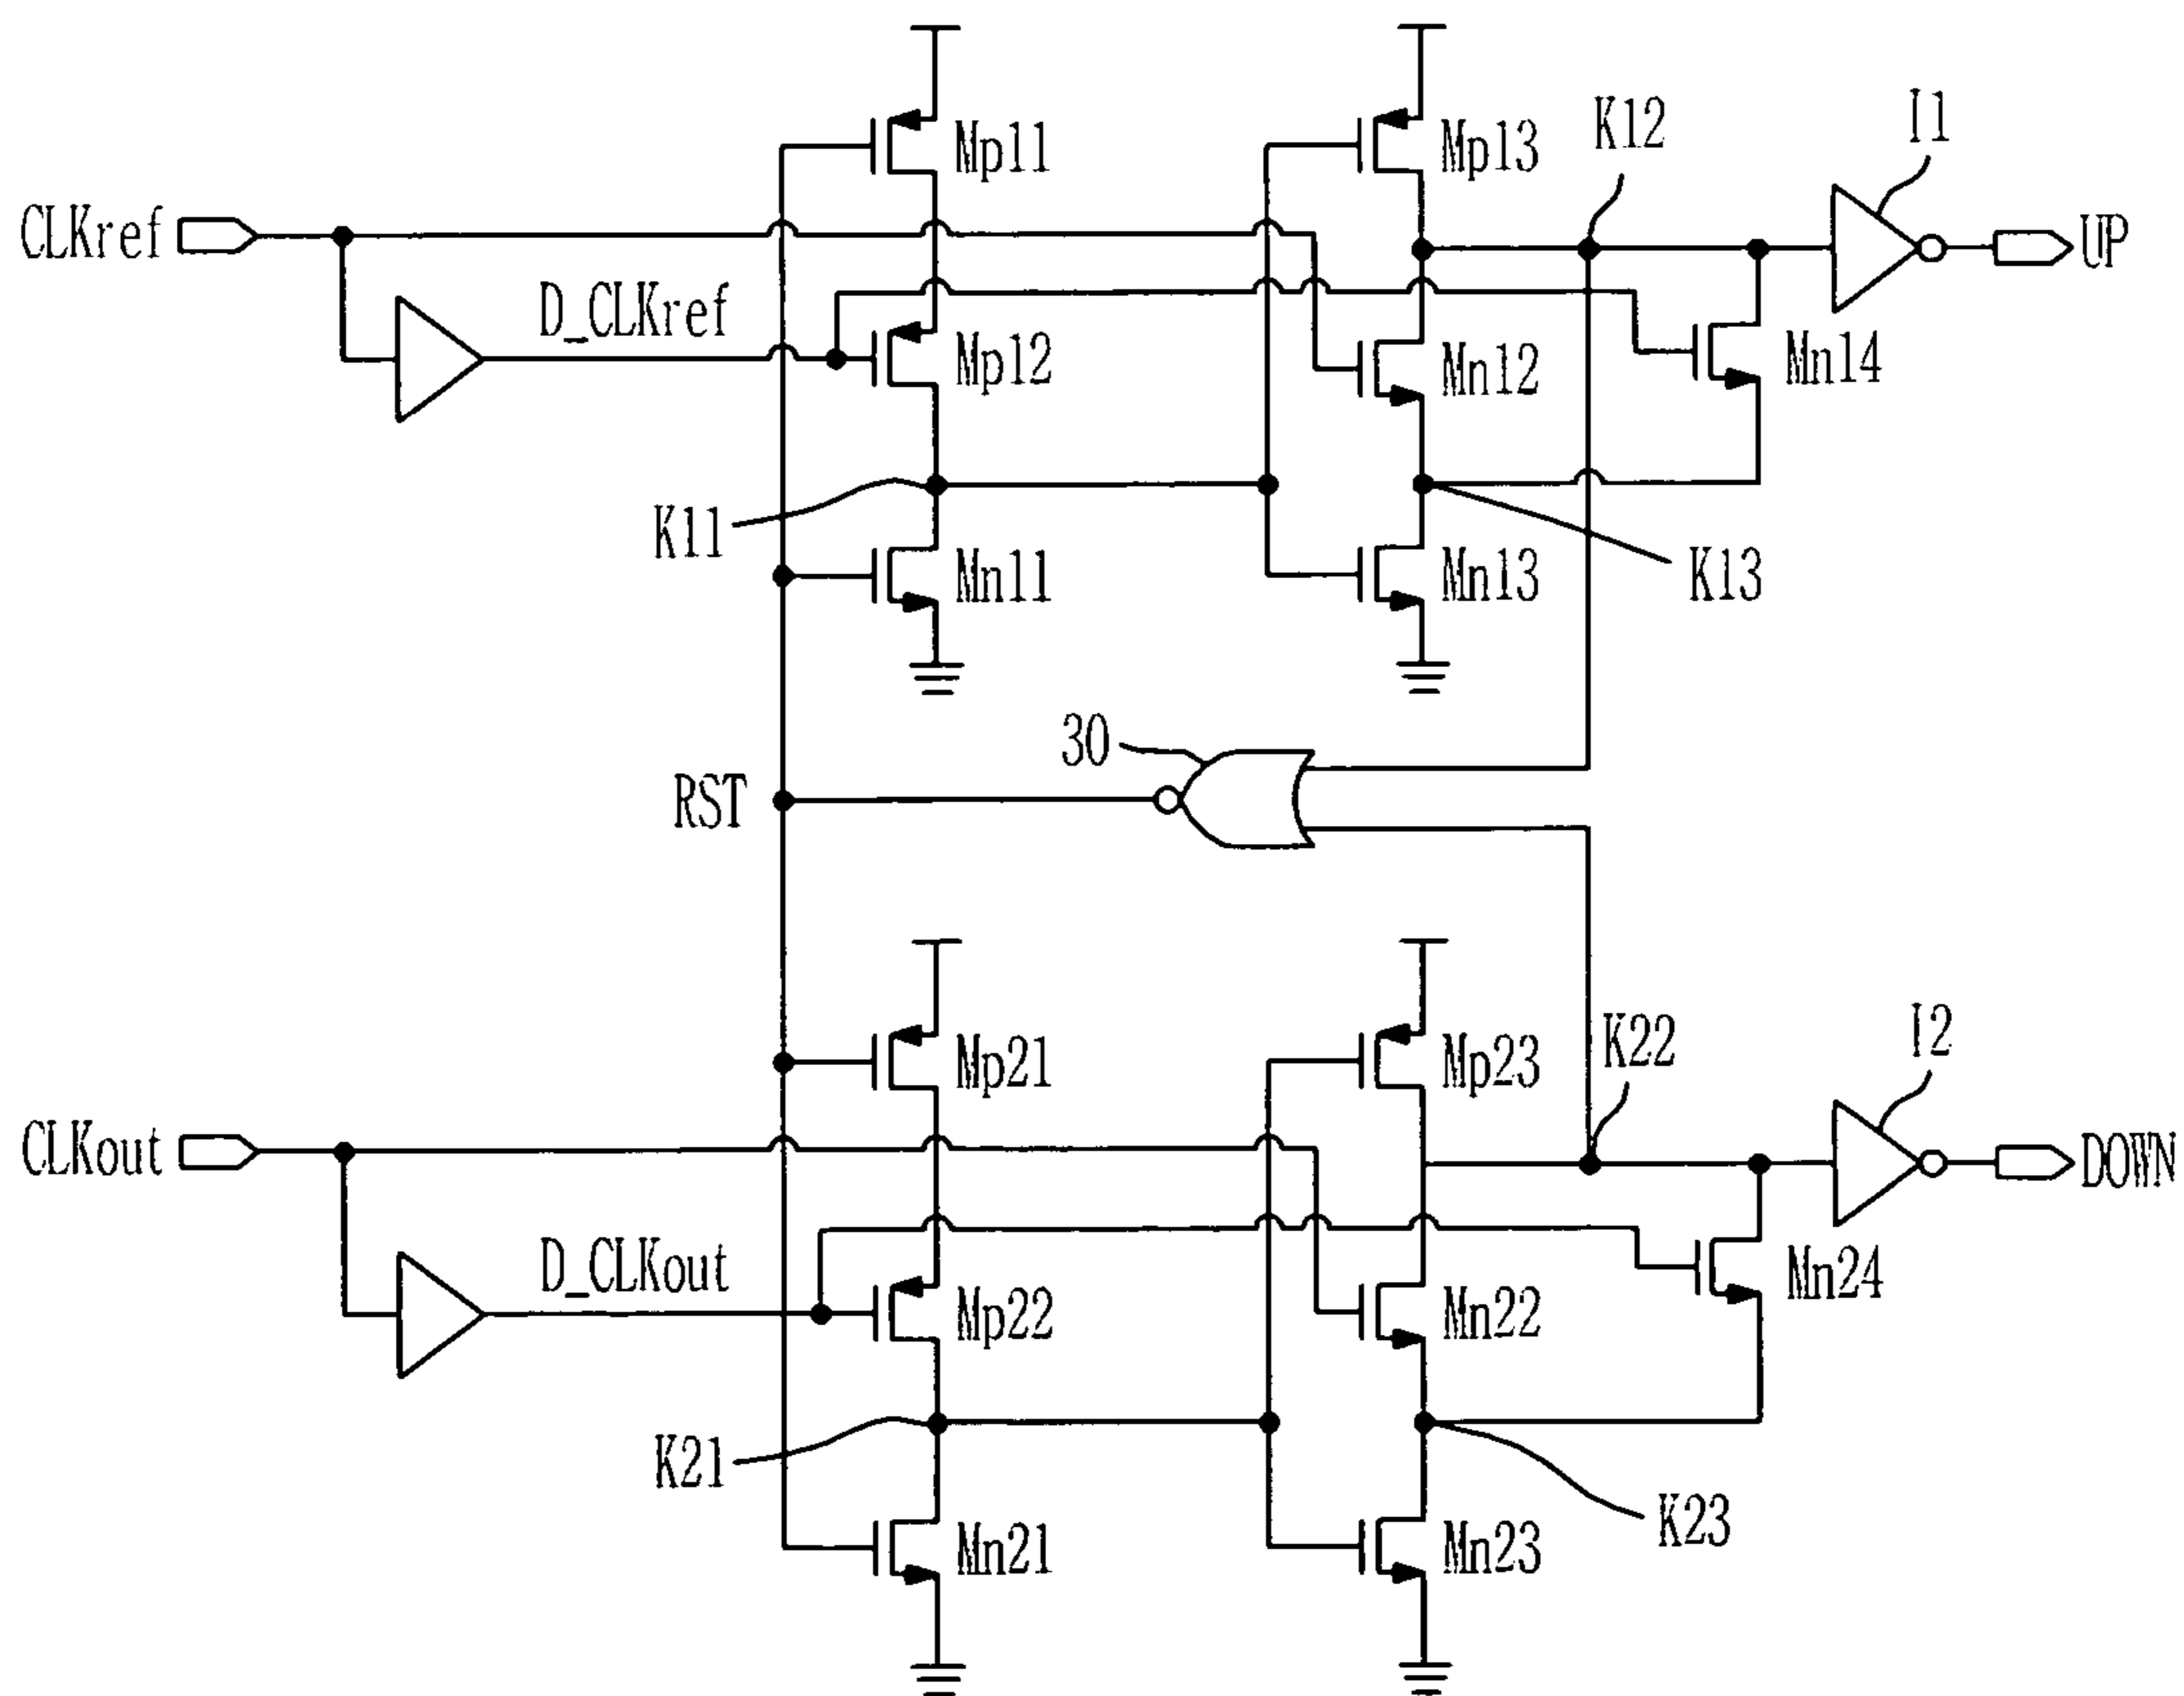 K12
I1
Mp11
Mp13
CLKref
UP
D_CLKref
Mp12
Mn12
Mn14
K11
Mn11
Mn13
K13
30
RST
K22
I2
Mp21
Mp23
CLKout
DOWN
D_CLKout
Mp22
Mn22
Mn24
K21
K23
Mn21
Mn23